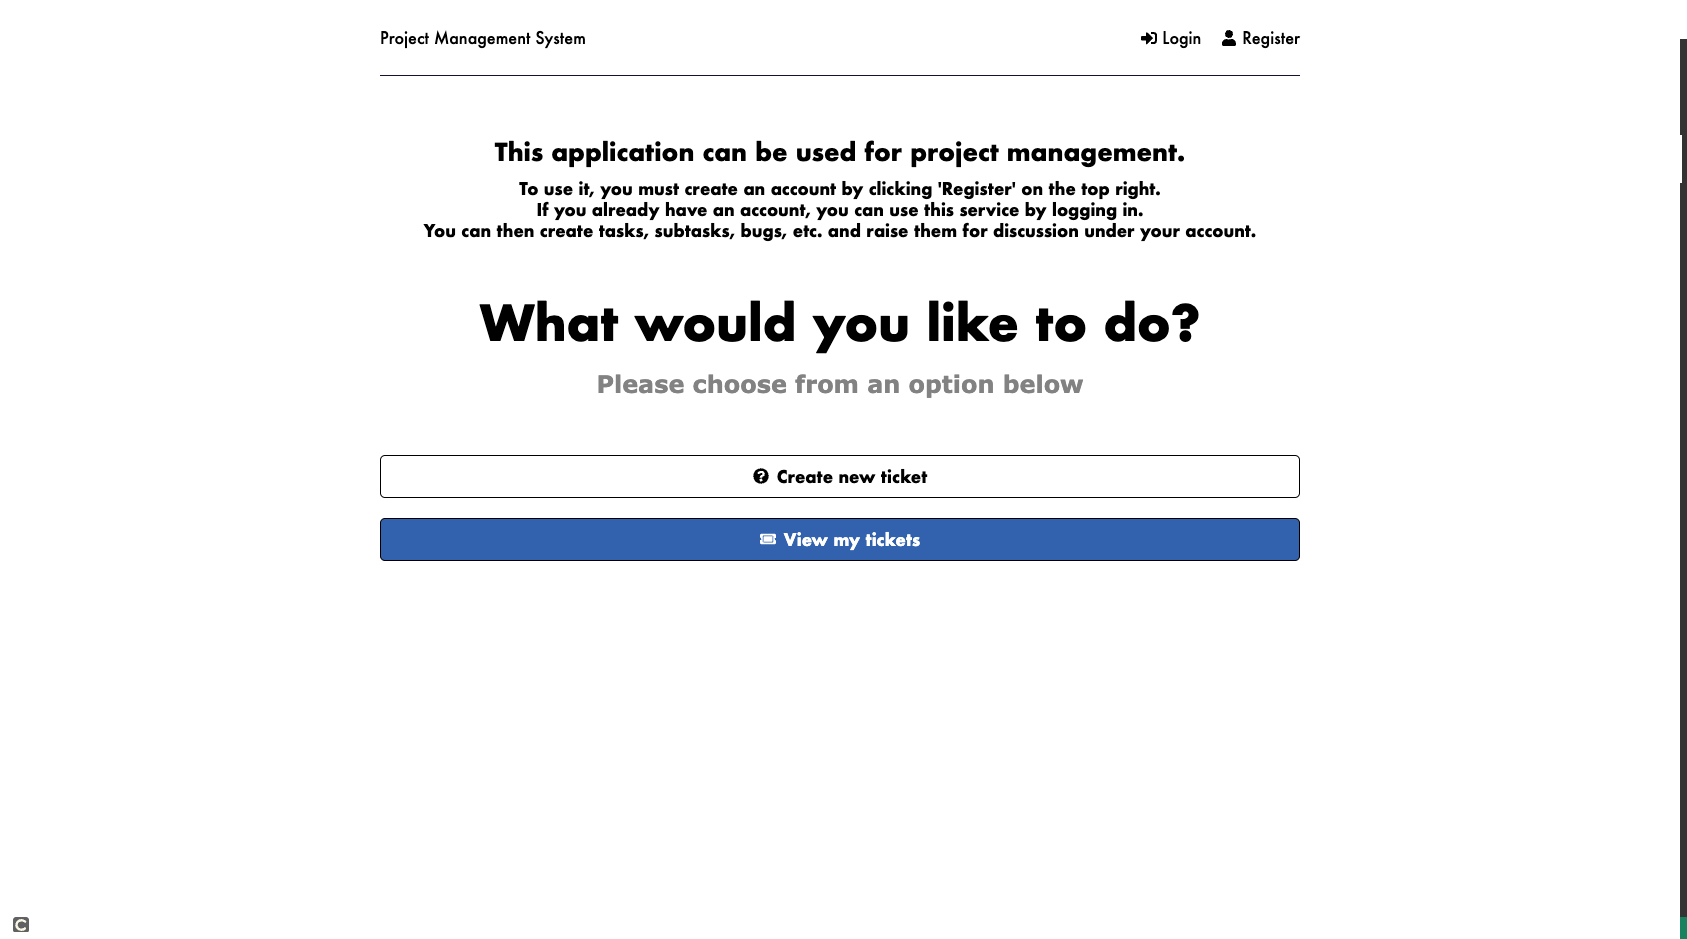 Project Management System
Login Register
This application can be used for project management.
To use it, you must create an account by clicking 'Register' on the top right.
If you already have an account, you can use this service by logging in.
You can then create tasks, subtasks, bugs, etc. and raise them for discussion under your account.
What would you like to do?
Please choose from an option below
Create new ticket
View my tickets
C